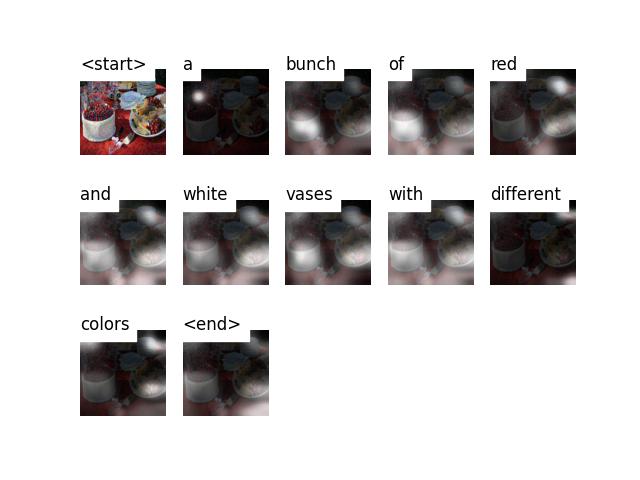 <start> a bunch of red
and white vases with different
colors <end>